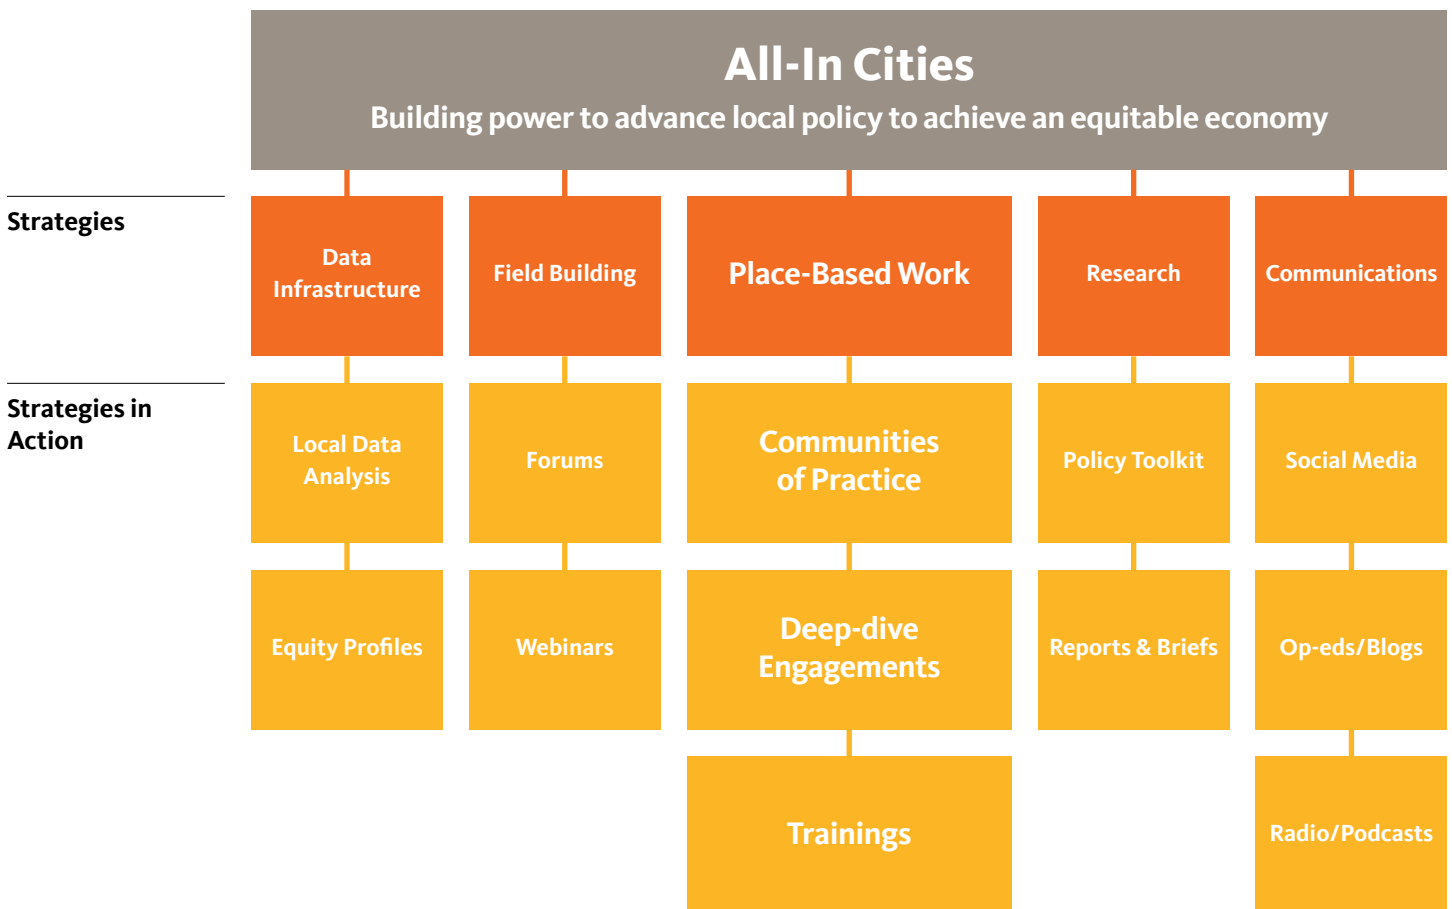 All-In Cities
Building power to advance local policy to achieve an equitable economy
Strategies
Data
Infrastructure
Field Building
Place-Based Work
Research
Communications
Strategies in
Action
Local Data
Analysis
Forums
Communities
of Practice
Policy Toolkit
Social Media
Equity Profiles
Webinars
Deep-dive
Engagements
Reports & Briefs
Op-eds/Blogs
Trainings
Radio/Podcasts